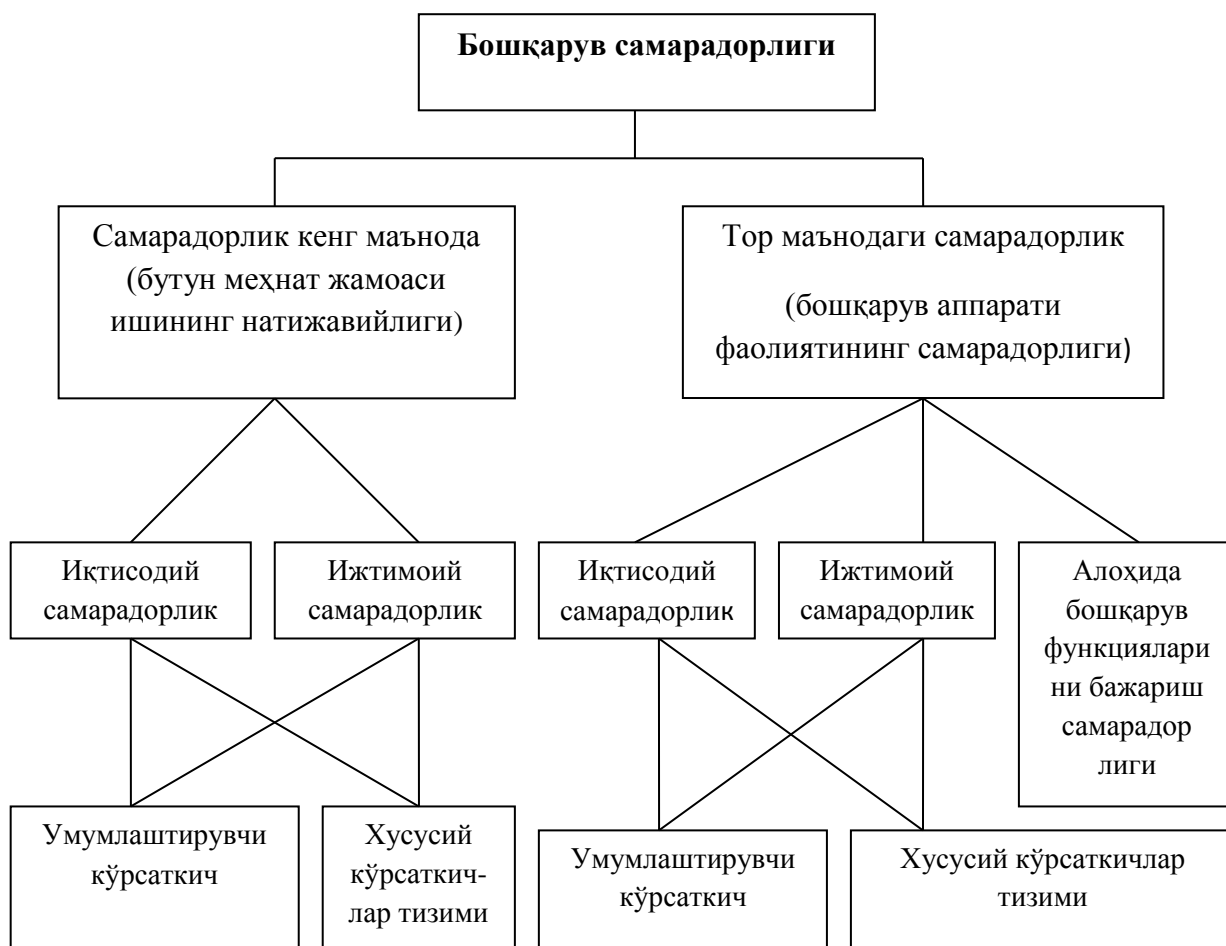 Бошқарув самарадорлиги
Самарадорлик кенг маънода
(бутун меҳнат жамоаси
ишининг натижавийлиги)
Тор маънодаги самарадорлик
(бошқарув аппарати
фаолиятининг самарадорлиги)
Иқтисодий
самарадорлик
Ижтимоий
самарадорлик
Иқтисодий
самарадорлик
Ижтимоий
самарадорлик
Алоҳида
бошқарув
функциялари
ни бажариш
самарадор
лиги
Умумлаштирувчи
кўрсаткич
Хусусий
кўрсаткич-
лар тизими
Умумлаштирувчи
кўрсаткич
Хусусий кўрсаткичлар
тизими